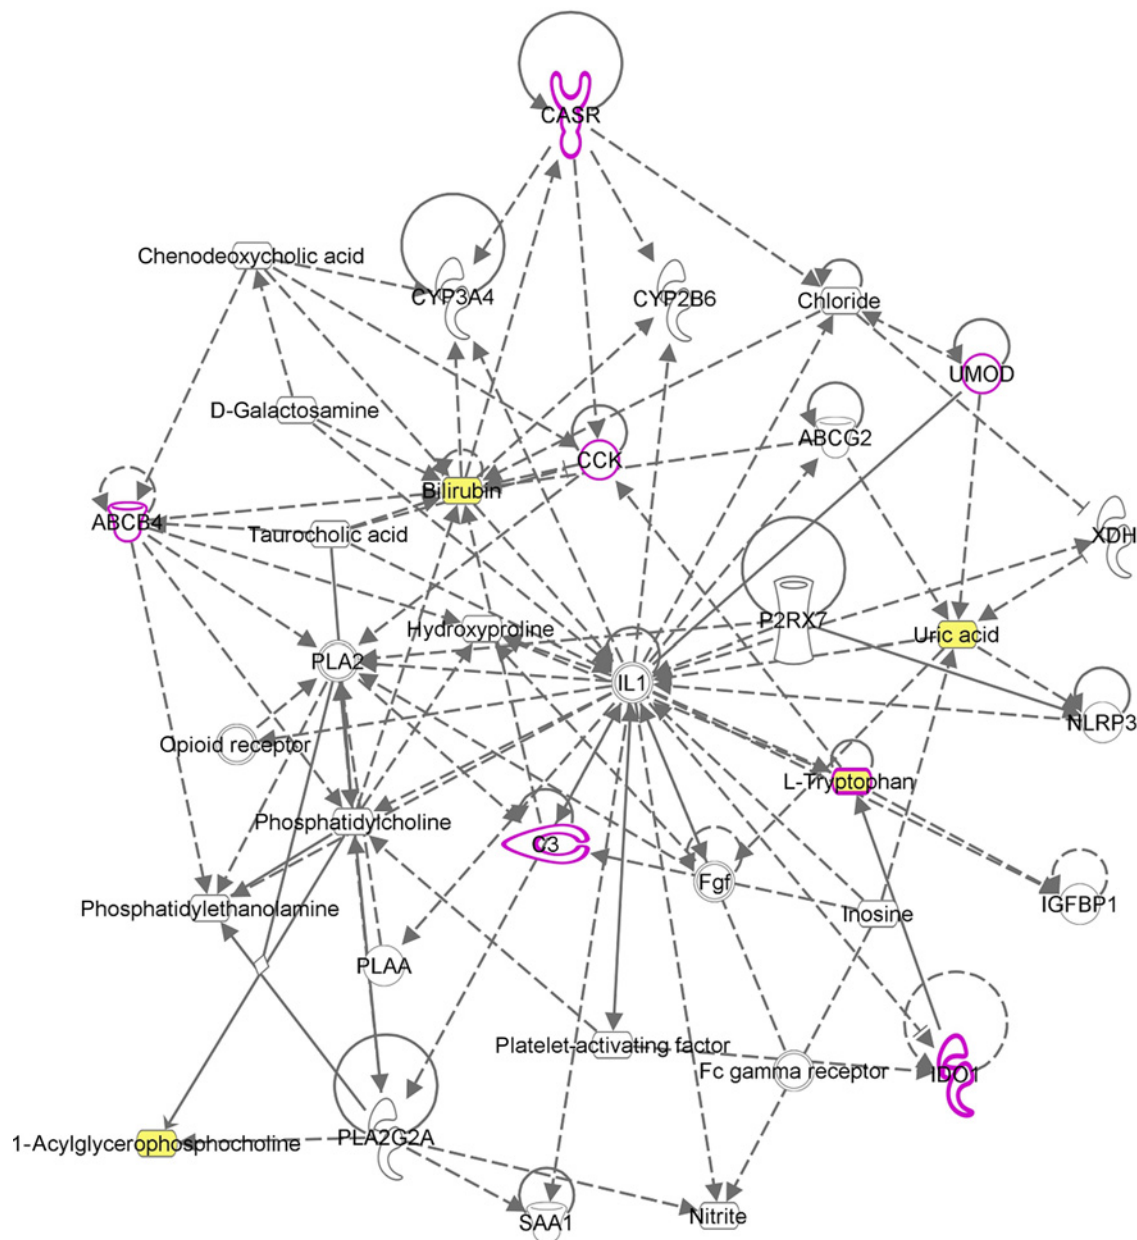 CASR
Chenodeoxycholic acid
CYP3A4
CYP2B6
Chloride
UMOD
D-Galactosamine
ABCG2
CCK
Bilirubin
ABCB4
Taurocholic acid
XDH
P2RX7
Hydroxyproline
Uric acid
PLA2
IL1
NLRP3
Opioid receptor
L-Tryptophan
Phosphatidylcholine
C3
Fgf
IGFBP1
Phosphatidylethanolamine
Inosine
PLAA
Platelet-activating factor
Fc gamma receptor
IDO1
1-Acylglycerophosphocholine
PLA2G2A
SAA1
Nitrite